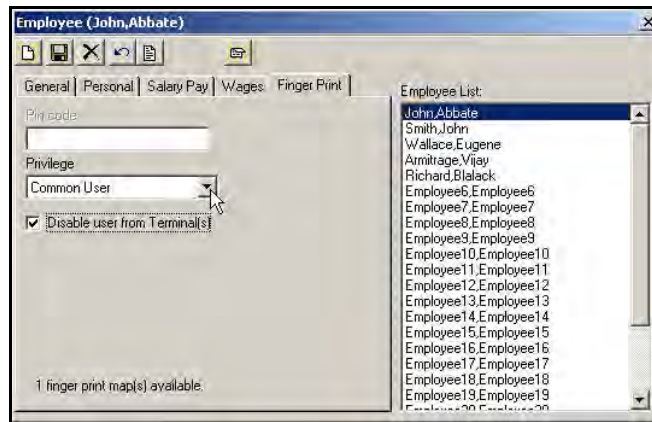 Employee (John,Abbate)
General Personal Salary Pay Wages Finger Print
Pin code
Privilege
Common User
Disable user from Terminal(s)
1 finger print map(s) available
Employee List:
John,Abbate
Smith,John
Wallace,Eugene
Armitrage,Vijay
Richard,Blalack
Employee6,Employee6
Employee7,Employee7
Employee8,Employee8
Employee9,Employee9
Employee10,Employee10
Employee11,Employee11
Employee12,Employee12
Employee13,Employee13
Employee14,Employee14
Employee15,Employee15
Employee16,Employee16
Employee17,Employee17
Employee18,Employee18
Employee19,Employee19